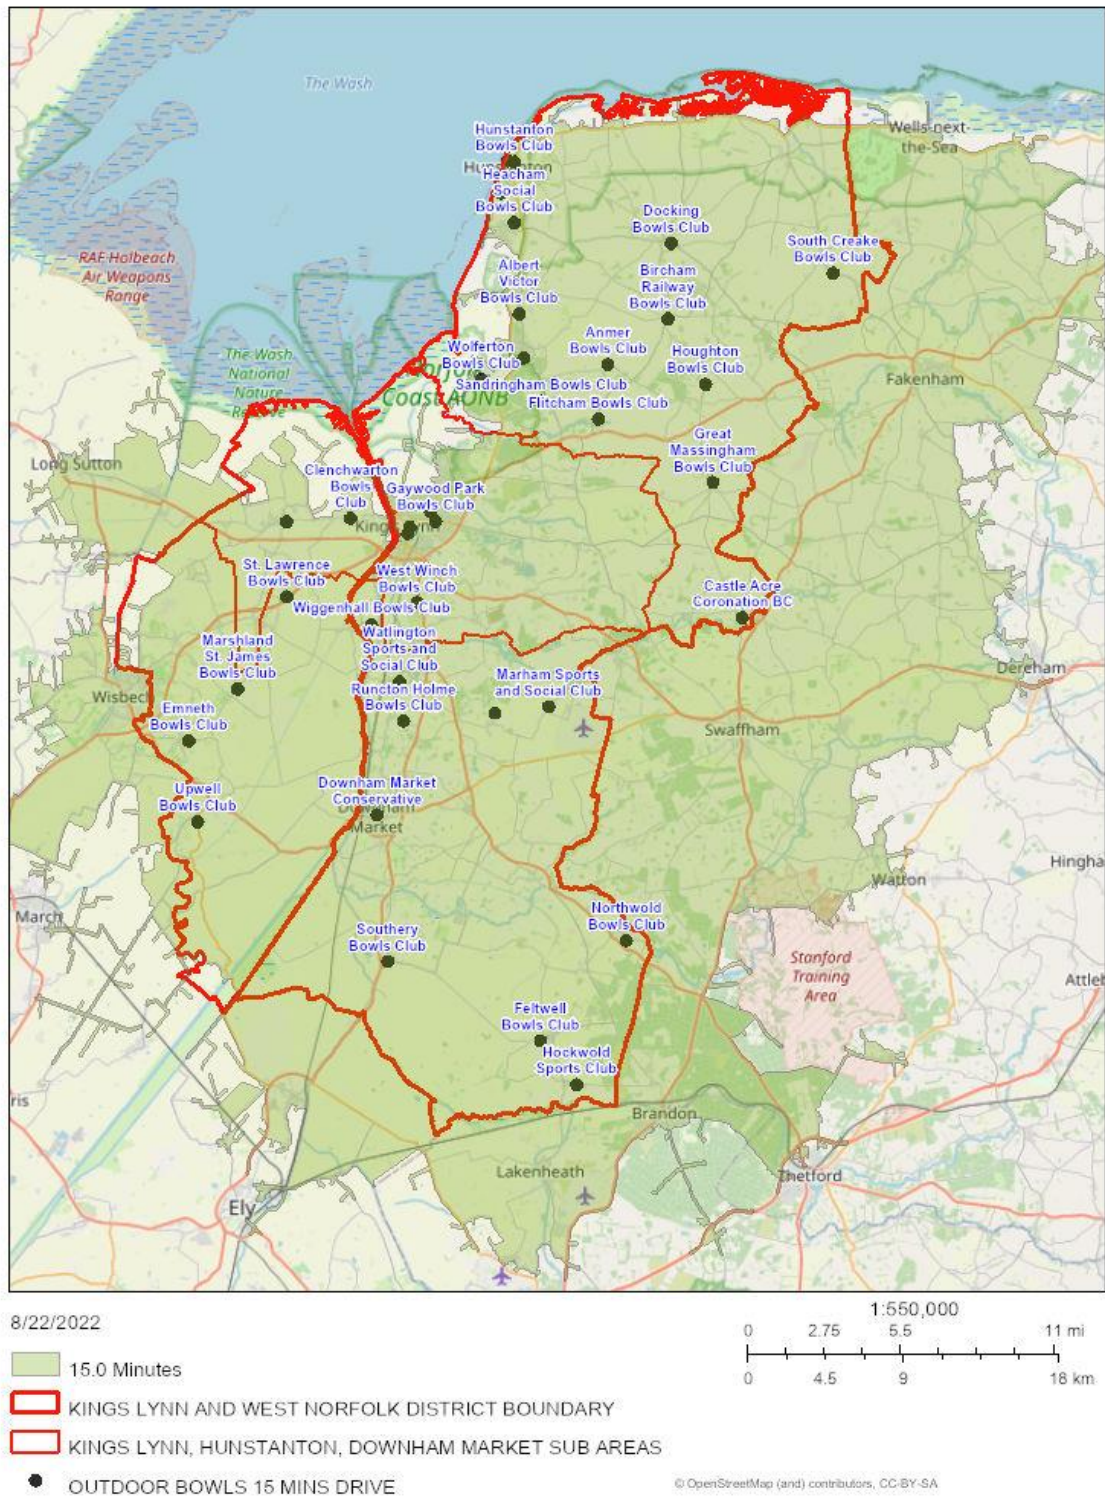 The Wash
Wells-next-
the-Sea
Hunstanton
Bowls Club
Heacham
Social
Bowls Club
Docking
Bowls Club
South Creake
Bowls Club
RAF Holbeach
Air Weapons
Range
Albert
Victor
Bowls Club
Bircham
Railway
Bowls Club
Anmer
Bowls Club
Houghton
Bowls Club
Wolferton
Bowls Club
The Wash
National
Nature
Reserve
Coast AONB
Sandringham Bowls Club
Flitcham Bowls Club
Fakenham
Great
Massingham
Bowls Club
Long Sutton
Clenchwarton
Bowls
Club
Gaywood Park
Bowls Club
St. Lawrence
Bowls Club
West Winch
Bowls Club
Wiggenhall Bowls Club
Castle Acre
Coronation BC
Marshland
St. James
Bowls Club
Watlington
Sports and
Social Club
Marham Sports
and Social Club
Dereham
Wisbech
Emneth
Bowls Club
Runcton Holme
Bowls Club
Swaffham
Upwell
Bowls Club
Downham Market
Conservative
Market
Hingha
Watton
March
Northwold
Bowls Club
Southery
Bowls Club
Stanford
Training
Area
Attleb
Feltwell
Bowls Club
Hockwold
Sports Club
ris
Brandon
Lakenheath
Thetford
Ely
8/22/2022
1:550,000
0 2.75 5.5 11 mi
0 4.5 9 18 km
15.0 Minutes
KINGS LYNN AND WEST NORFOLK DISTRICT BOUNDARY
KINGS LYNN, HUNSTANTON, DOWNHAM MARKET SUB AREAS
OUTDOOR BOWLS 15 MINS DRIVE
© OpenStreetMap (and) contributors, CC-BY-SA